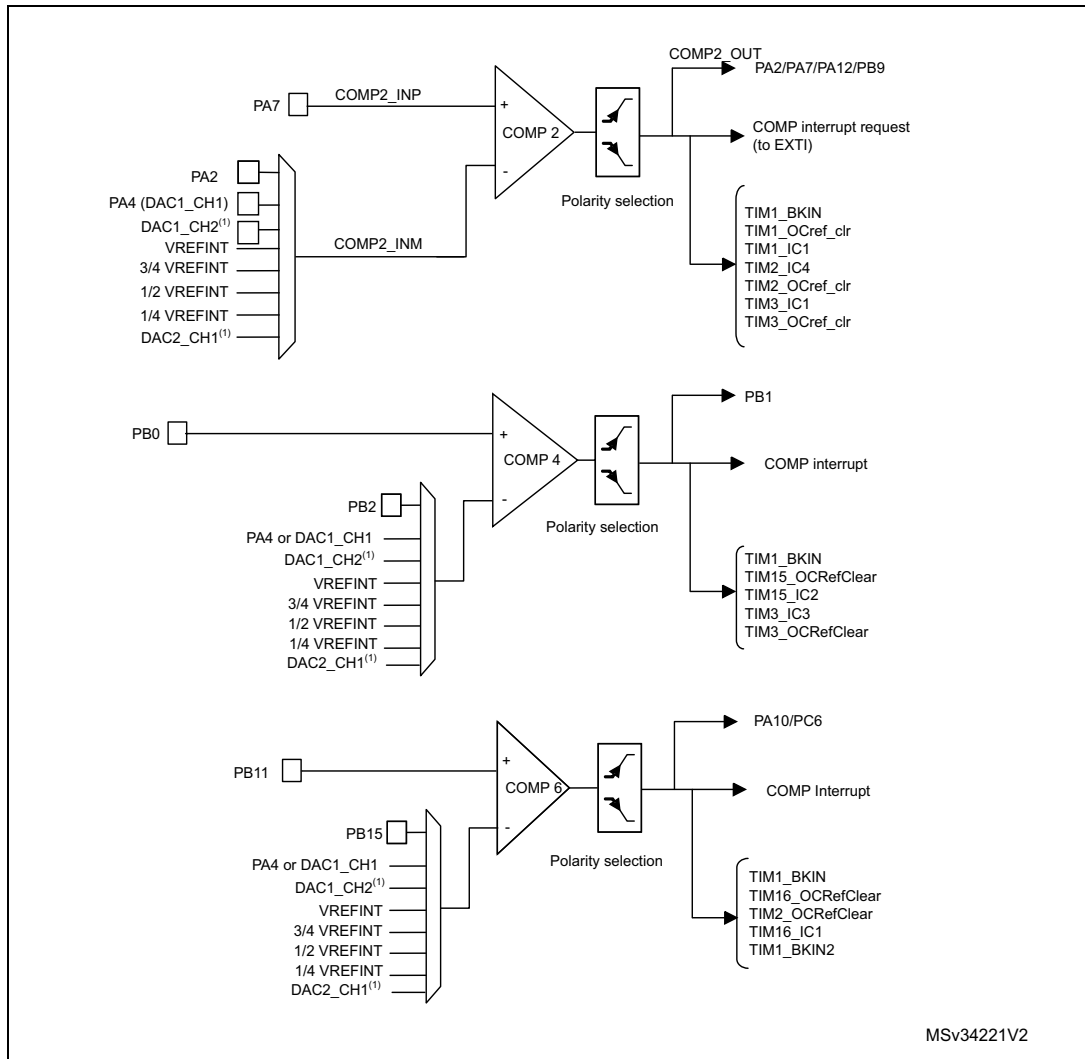 COMP2_OUT
PA2/PA7/PA12/PB9
PA7
COMP2_INP
+
COMP 2
-
COMP interrupt request
(to EXTI)
Polarity selection
PA2
PA4 (DAC1_CH1)
DAC1_CH2(1)
VREFINT
3/4 VREFINT
1/2 VREFINT
1/4 VREFINT
DAC2_CH1(1)
COMP2_INM
TIM1_BKIN
TIM1_OCref_clr
TIM1_IC1
TIM2_IC4
TIM2_OCref_clr
TIM3_IC1
TIM3_OCref_clr
PB1
PB0
+
COMP 4
-
COMP interrupt
Polarity selection
PB2
PA4 or DAC1_CH1
DAC1_CH2(1)
VREFINT
3/4 VREFINT
1/2 VREFINT
1/4 VREFINT
DAC2_CH1(1)
TIM1_BKIN
TIM15_OCRefClear
TIM15_IC2
TIM3_IC3
TIM3_OCRefClear
PA10/PC6
PB11
+
COMP 6
-
COMP Interrupt
Polarity selection
PB15
PA4 or DAC1_CH1
DAC1_CH2(1)
VREFINT
3/4 VREFINT
1/2 VREFINT
1/4 VREFINT
DAC2_CH1(1)
TIM1_BKIN
TIM16_OCRefClear
TIM2_OCRefClear
TIM16_IC1
TIM1_BKIN2
MSv34221V2